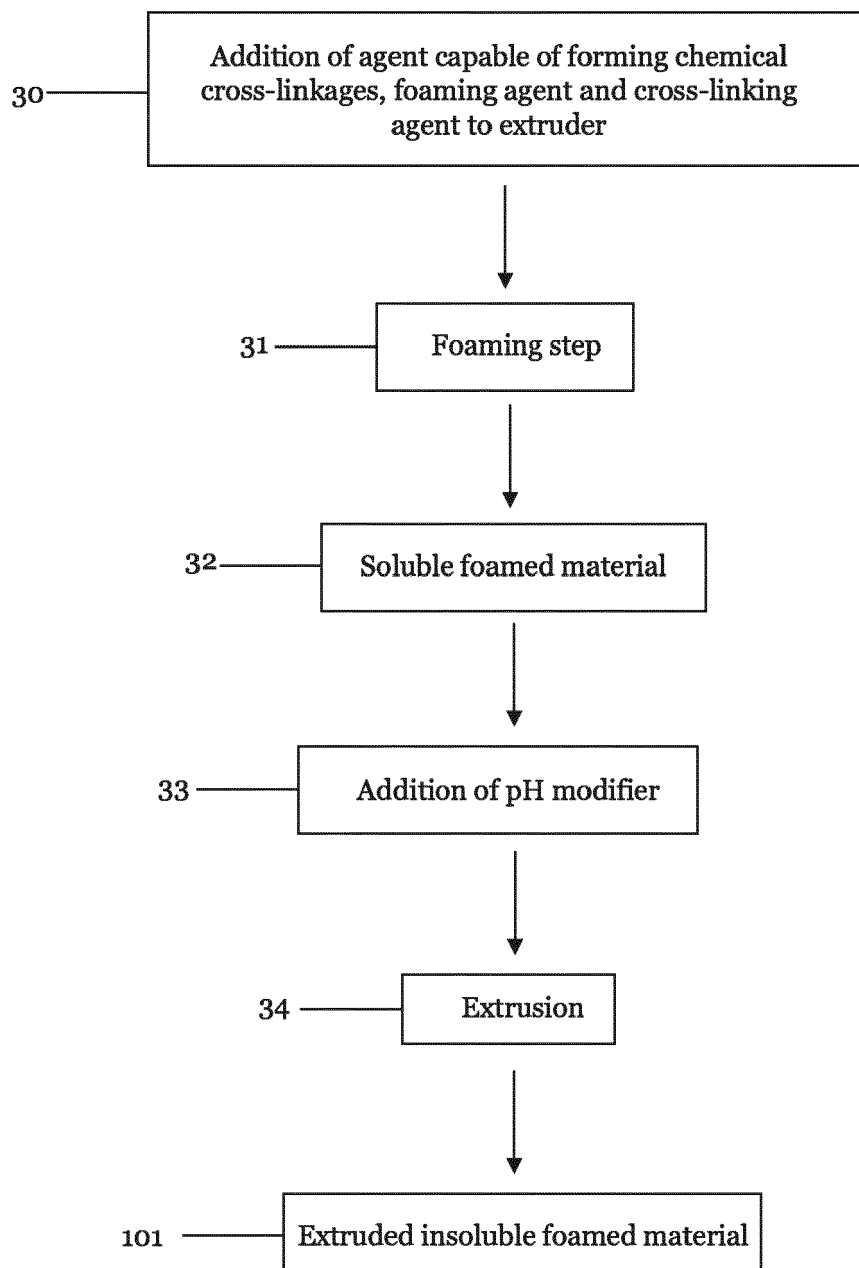 Addition of agent capable of forming chemical
30 cross-linkages, foaming agent and cross-linking
agent to extruder
31 Foaming step
32 Soluble foamed material
33 Addition of pH modifier
34 Extrusion
101 Extruded insoluble foamed material